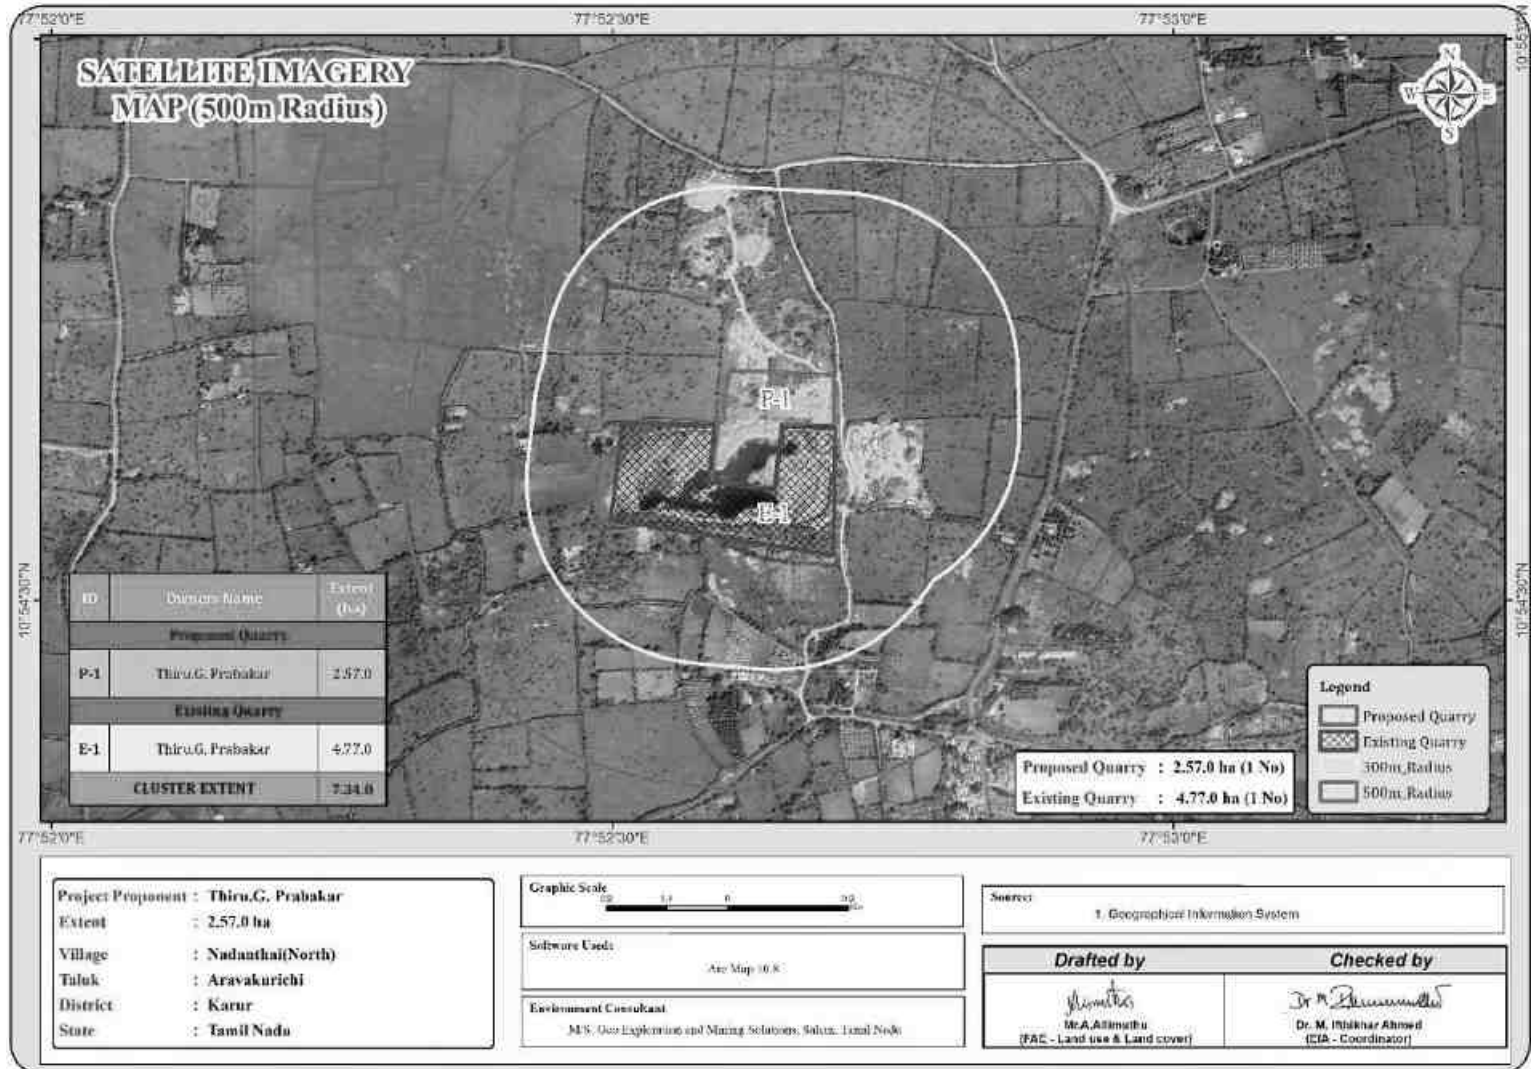 77°52'0"E 77°52'30"E 77°53'0"E
10°55'0"N
SATELLITE IMAGERY
MAP (500m Radius)
N
W E
S
10°54'30"N 10°54'30"N
ID Owners Name Extent (ha)
Proposed Quarry
P-1 Thiru.G. Prabakar 2.57.0
Existing Quarry
E-1 Thiru.G. Prabakar 4.77.0
CLUSTER EXTENT 7.34.0
P-1
E-1
Proposed Quarry : 2.57.0 ha (1 No)
Existing Quarry : 4.77.0 ha (1 No)
Legend
Proposed Quarry
Existing Quarry
300m_Radius
500m_Radius
77°52'0"E 77°52'30"E 77°53'0"E
Project Proponent : Thiru.G. Prabakar
Extent : 2.57.0 ha
Village : Nadanthai(North)
Taluk : Aravakurichi
District : Karur
State : Tamil Nadu
Graphic Scale
0
Software Used:
Arc Map 10.8
Environment Consultant
M/S. Geo Exploration and Mining Solutions, Salem, Tamil Nadu
Source:
1. Geographical Information System
Drafted by
Mr.A.Allimuthu
(FAE - Land use & Land cover)
Checked by
Dr. M. Ifthikhar Ahmed
(EIA - Coordinator)